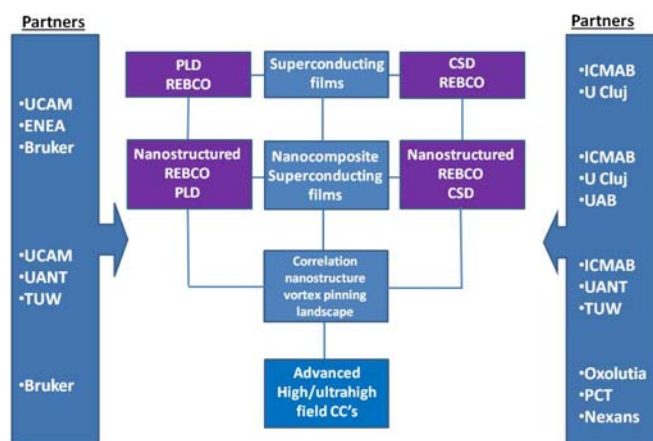 Partners
•UCAM
•ENEA
•Bruker
•UCAM
•UANT
•TUW
•Bruker
PLD
REBCO
Superconducting
films
CSD
REBCO
Nanostructured
REBCO
PLD
Nanocomposite
Superconducting
films
Nanostructured
REBCO
CSD
Correlation
nanostructure
vortex pinning
landscape
Advanced
High/ultrahigh
field CC's
Partners
•ICMAB
•U Cluj
•ICMAB
•U Cluj
•UAB
•ICMAB
•UANT
•TUW
•Oxolutia
•PCT
•Nexans